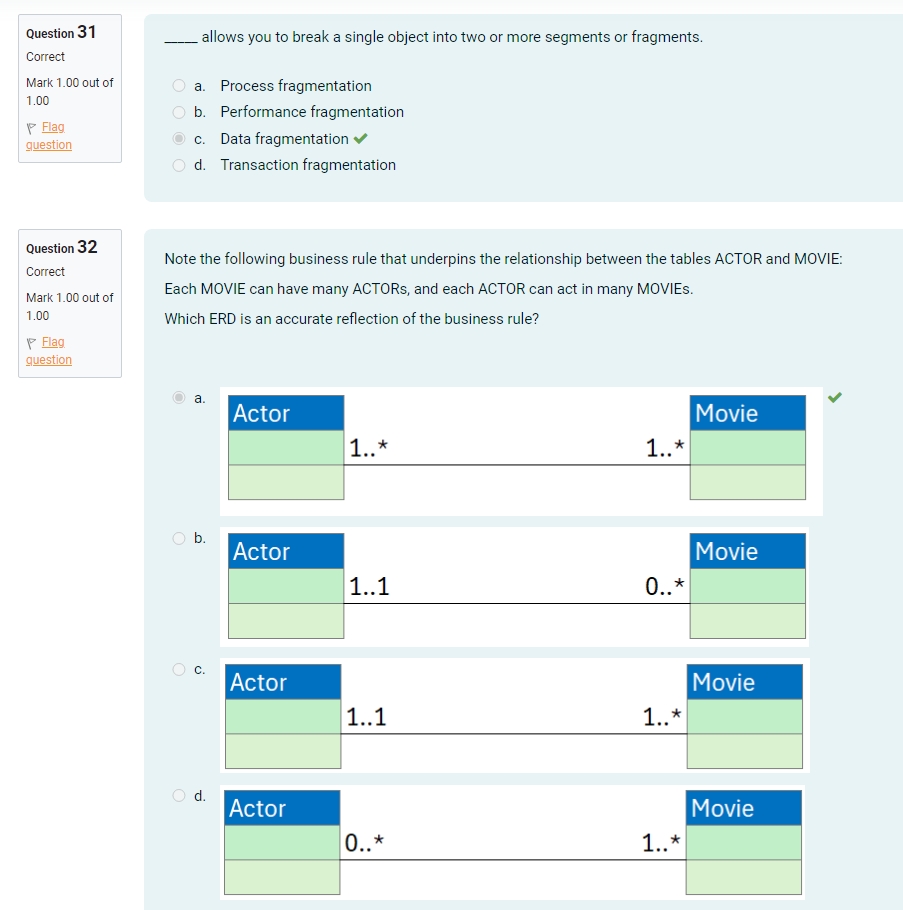 Question 31
Correct
Mark 1.00 out of
1.00
Flag
question
_____ allows you to break a single object into two or more segments or fragments.
a. Process fragmentation
b. Performance fragmentation
c. Data fragmentation
d. Transaction fragmentation
Question 32
Correct
Mark 1.00 out of
1.00
Flag
question
Note the following business rule that underpins the relationship between the tables ACTOR and MOVIE:
Each MOVIE can have many ACTORs, and each ACTOR can act in many MOVIEs.
Which ERD is an accurate reflection of the business rule?
a.
Actor Movie
1..* 1..*
b.
Actor Movie
1..1 0..*
c.
Actor Movie
1..1 1..*
d.
Actor Movie
0..* 1..*